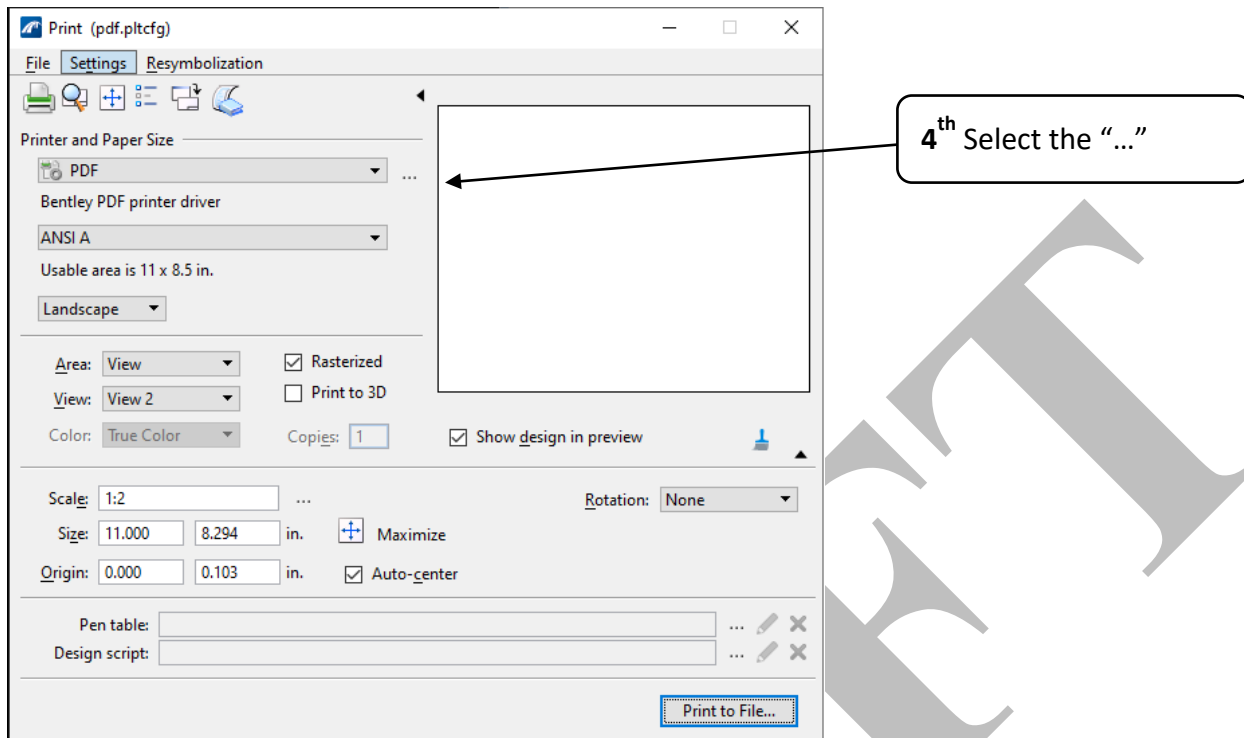 Print (pdf.pltcfg)
File Settings Resymbolization
Printer and Paper Size
PDF ...
Bentley PDF printer driver
ANSI A
Usable area is 11 x 8.5 in.
Landscape
Area: View Rasterized
View: View 2 Print to 3D
Color: True Color Copies: 1 Show design in preview
Scale: 1:2 ... Rotation: None
Size: 11.000 8.294 in. Maximize
Origin: 0.000 0.103 in. Auto-center
Pen table: ...
Design script: ...
Print to File...
4th Select the “…”
FT